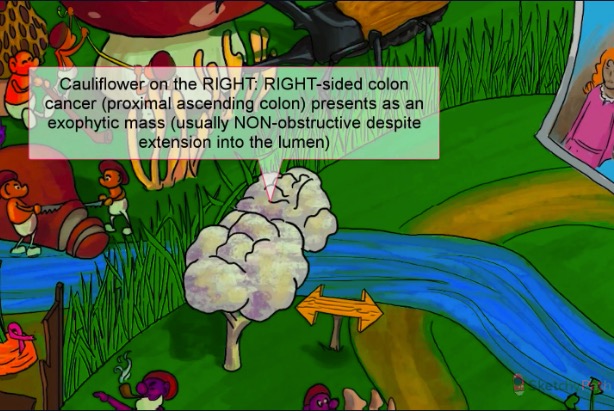 Cauliflower on the RIGHT: RIGHT-sided colon
cancer (proximal ascending colon) presents as an
exophytic mass (usually NON-obstructive despite
extension into the lumen)